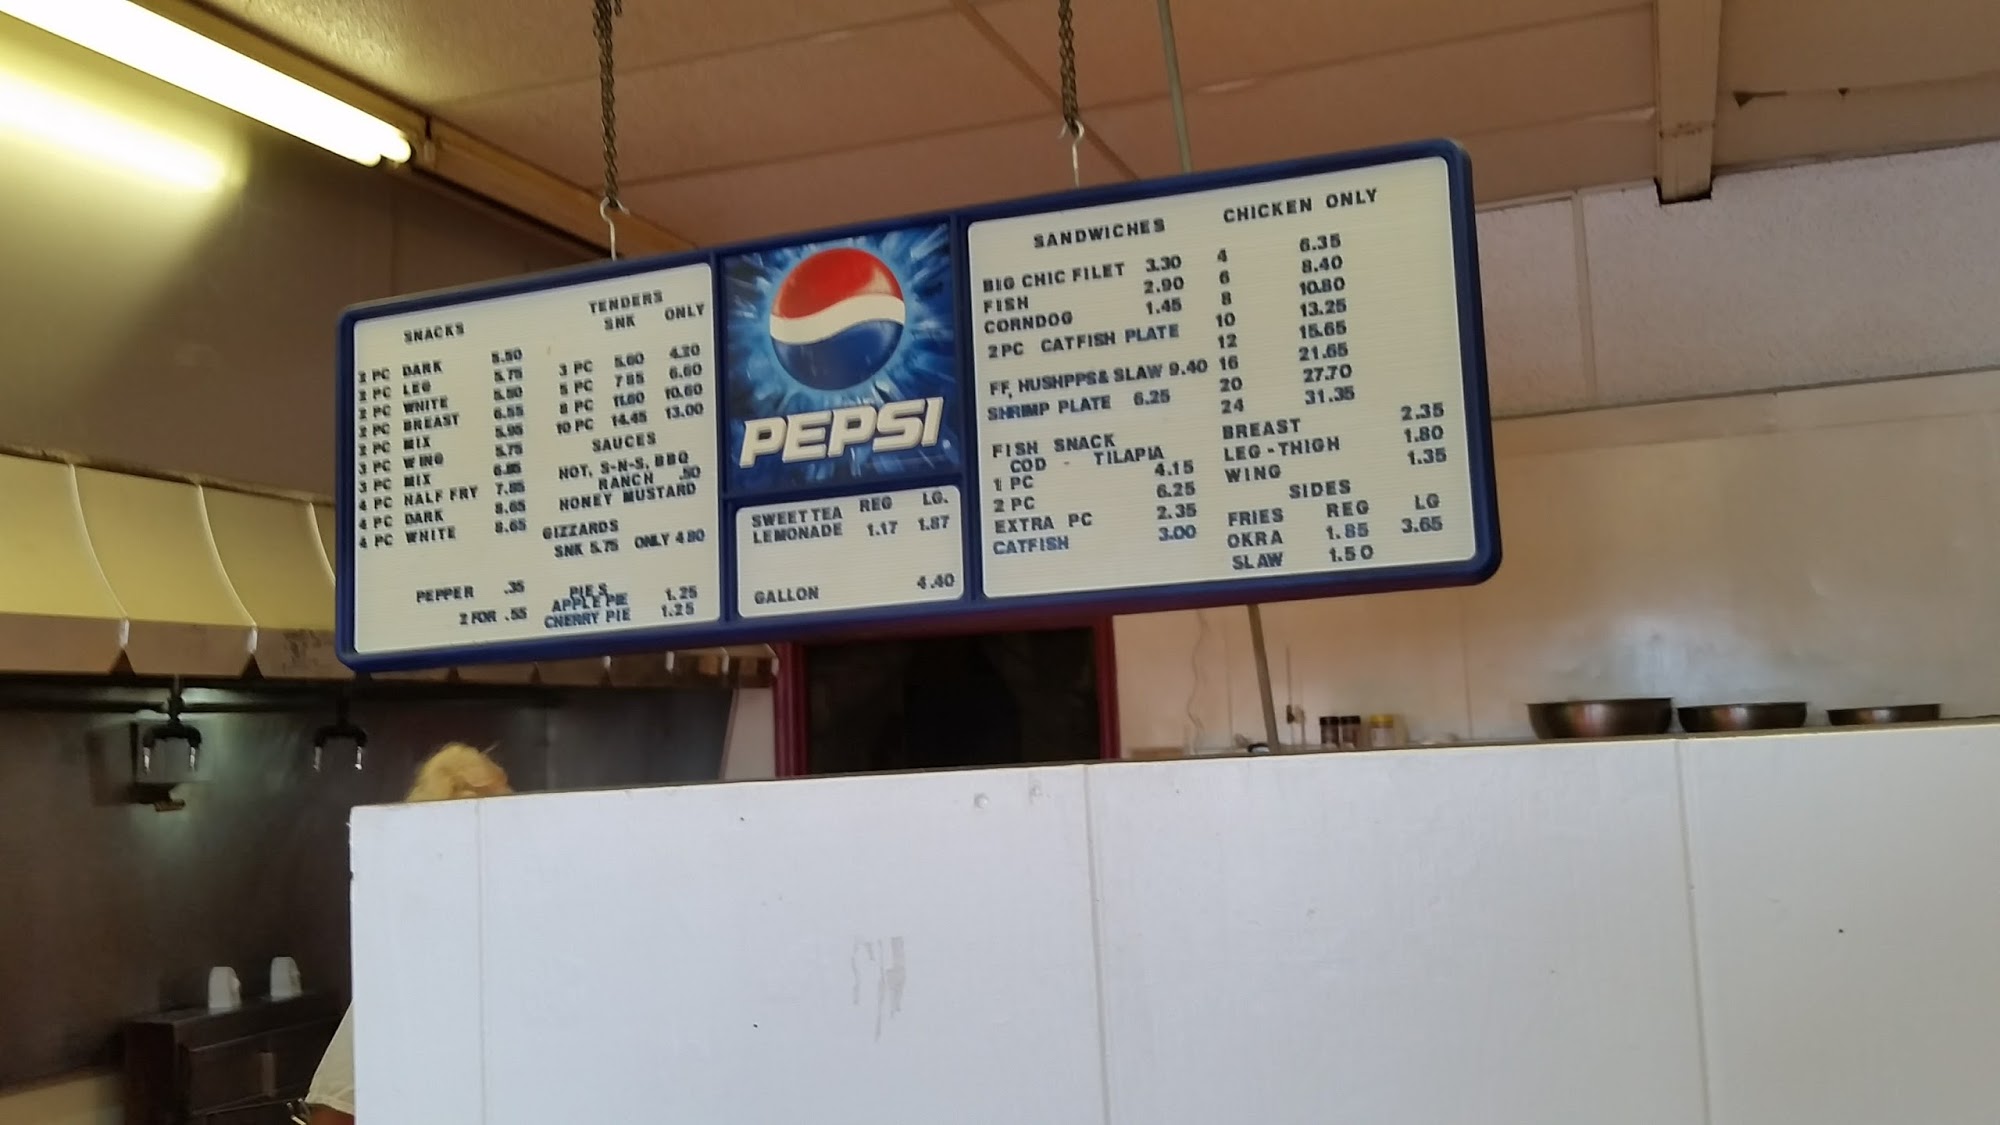 SNACKS
2 PC DARK 5.50
2 PC LEG 5.75
2 PC WHITE 5.50
2 PC BREAST 6.55
2 PC MIX 5.95
3 PC WING 5.75
3 PC MIX 6.85
4 PC HALF FRY 7.85
4 PC DARK 8.65
4 PC WHITE 8.65
PEPPER .35
2 FOR .55
TENDERS
SNK ONLY
3 PC 5.60 4.20
5 PC 7 85 6.60
8 PC 11.60 10.60
10 PC 14.45 13.00
SAUCES
HOT, S-N-S, BBQ
RANCH .50
HONEY MUSTARD
GIZZARDS
SNK 5.75 ONLY 4 80
PIES
APPLE PIE 1.25
CHERRY PIE 1.25
PEPSI
REG LG.
SWEET TEA
LEMONADE 1.17 1.87
GALLON 4.40
SANDWICHES
BIG CHIC FILET 3.30
FISH 2.90
CORNDOG 1.45
2 PC CATFISH PLATE
FF, HUSHPPS & SLAW 9.40
SHRIMP PLATE 6.25
FISH SNACK
COD - TILAPIA
1 PC 4.15
2 PC 6.25
EXTRA PC 2.35
CATFISH 3.00
CHICKEN ONLY
4 6.35
6 8.40
8 10.80
10 13.25
12 15.65
16 21.65
20 27.70
24 31.35
BREAST 2.35
LEG - THIGH 1.80
WING 1.35
SIDES
REG LG
FRIES
OKRA 1.85 3.65
SLAW 1.50